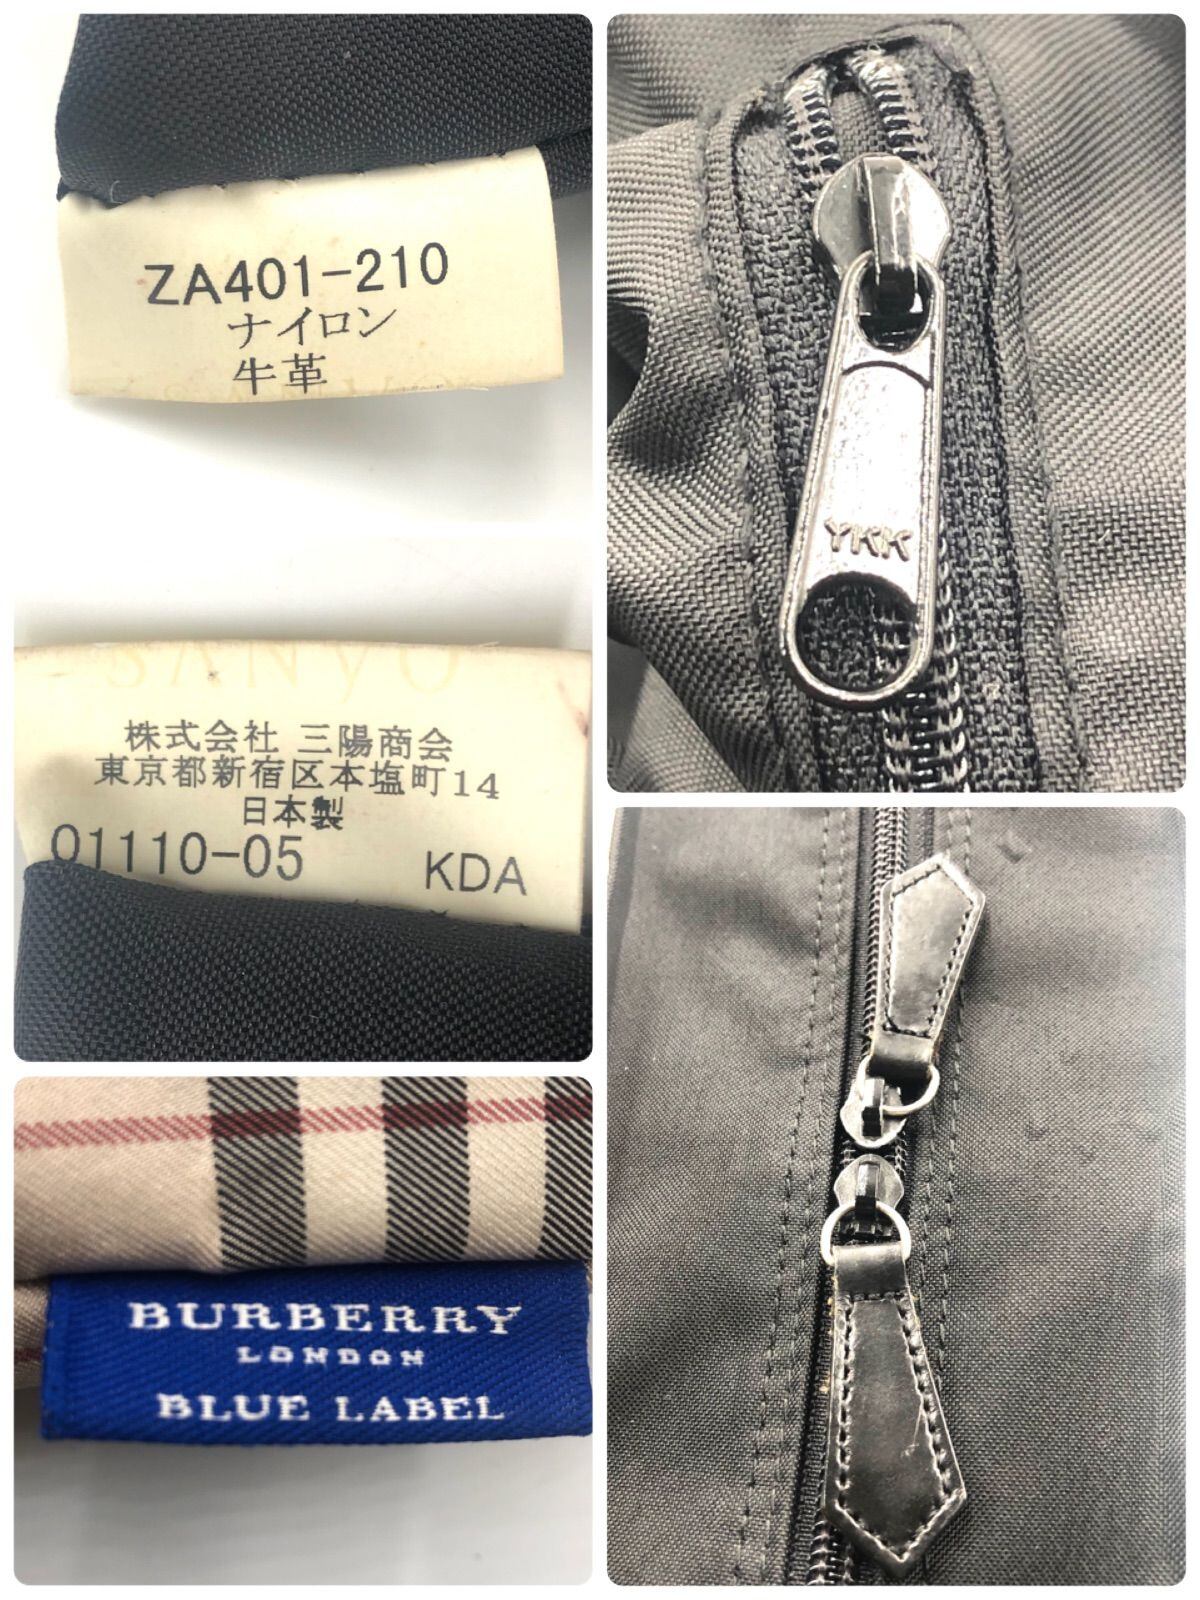 ZA401-210
ナイロン
牛革
SANYO
株式会社 三陽商会
東京都新宿区本塩町14
日本製
01110-05 KDA
BURBERRY
LONDON
BLUE LABEL
YKK